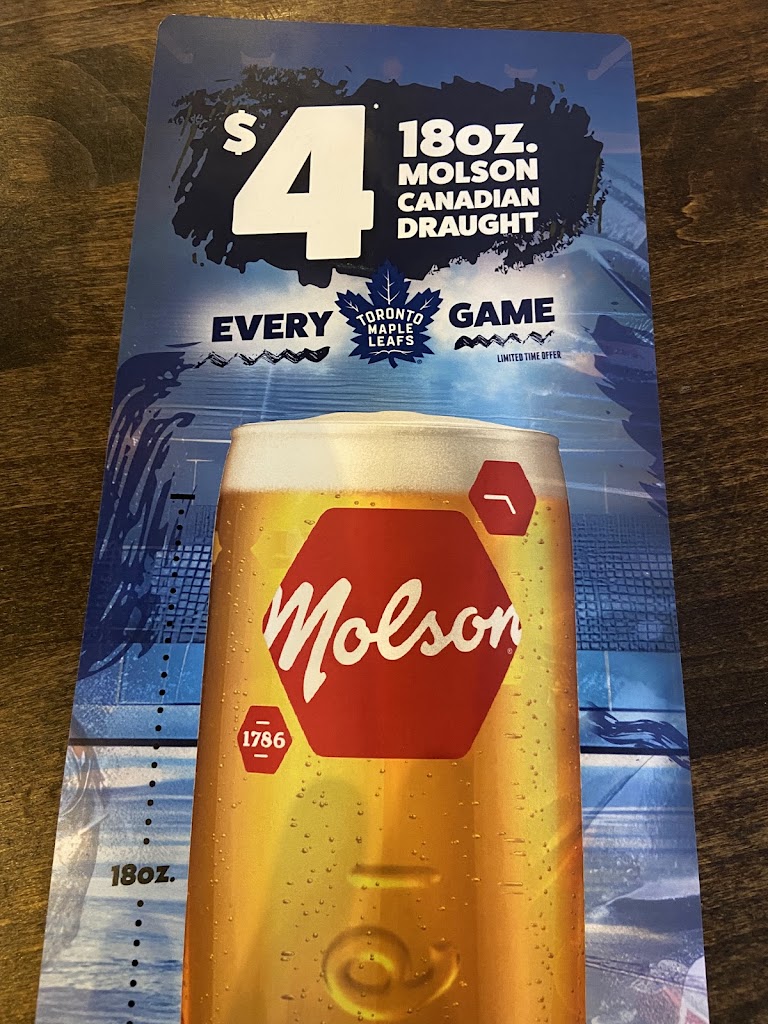 $4*
18OZ.
MOLSON
CANADIAN
DRAUGHT
EVERY
TORONTO
MAPLE
LEAFS
GAME
LIMITED TIME OFFER
Molson®
1786
18OZ.